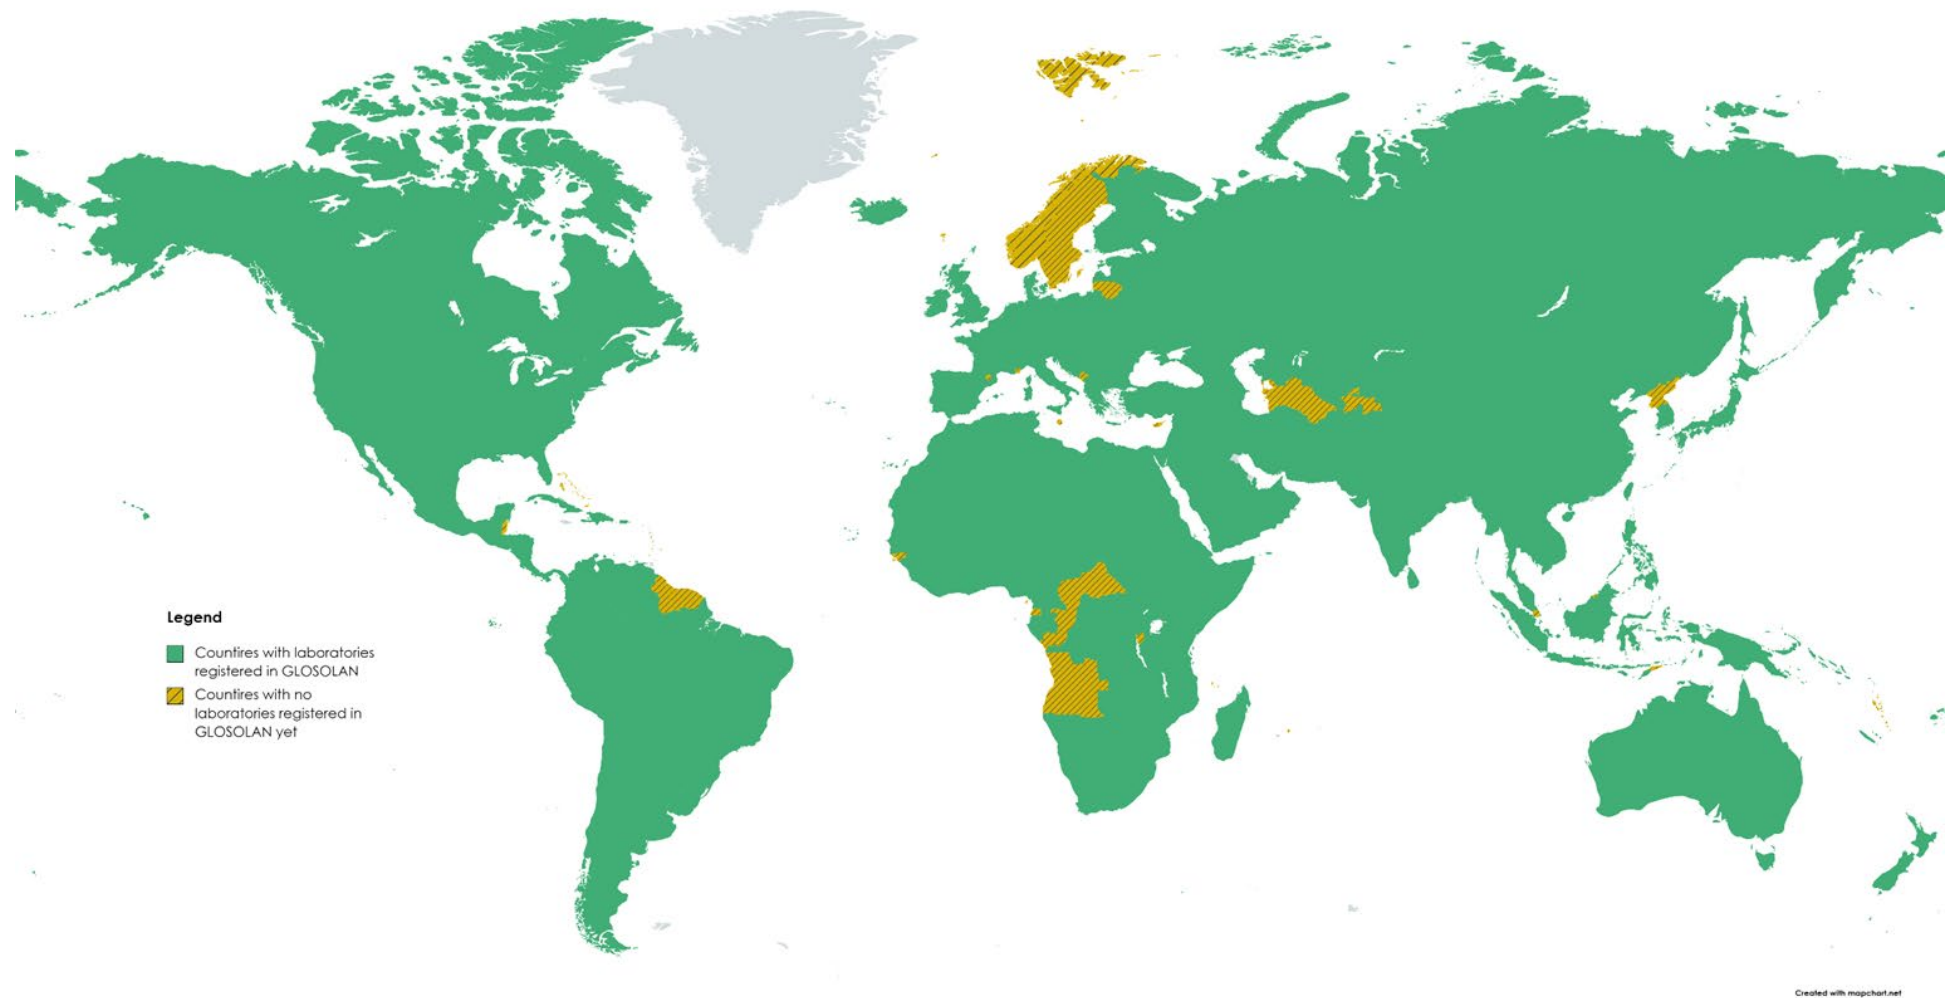 Legend
Countires with laboratories
registered in GLOSOLAN
Countires with no
laboratories registered in
GLOSOLAN yet
Created with mapchart.net